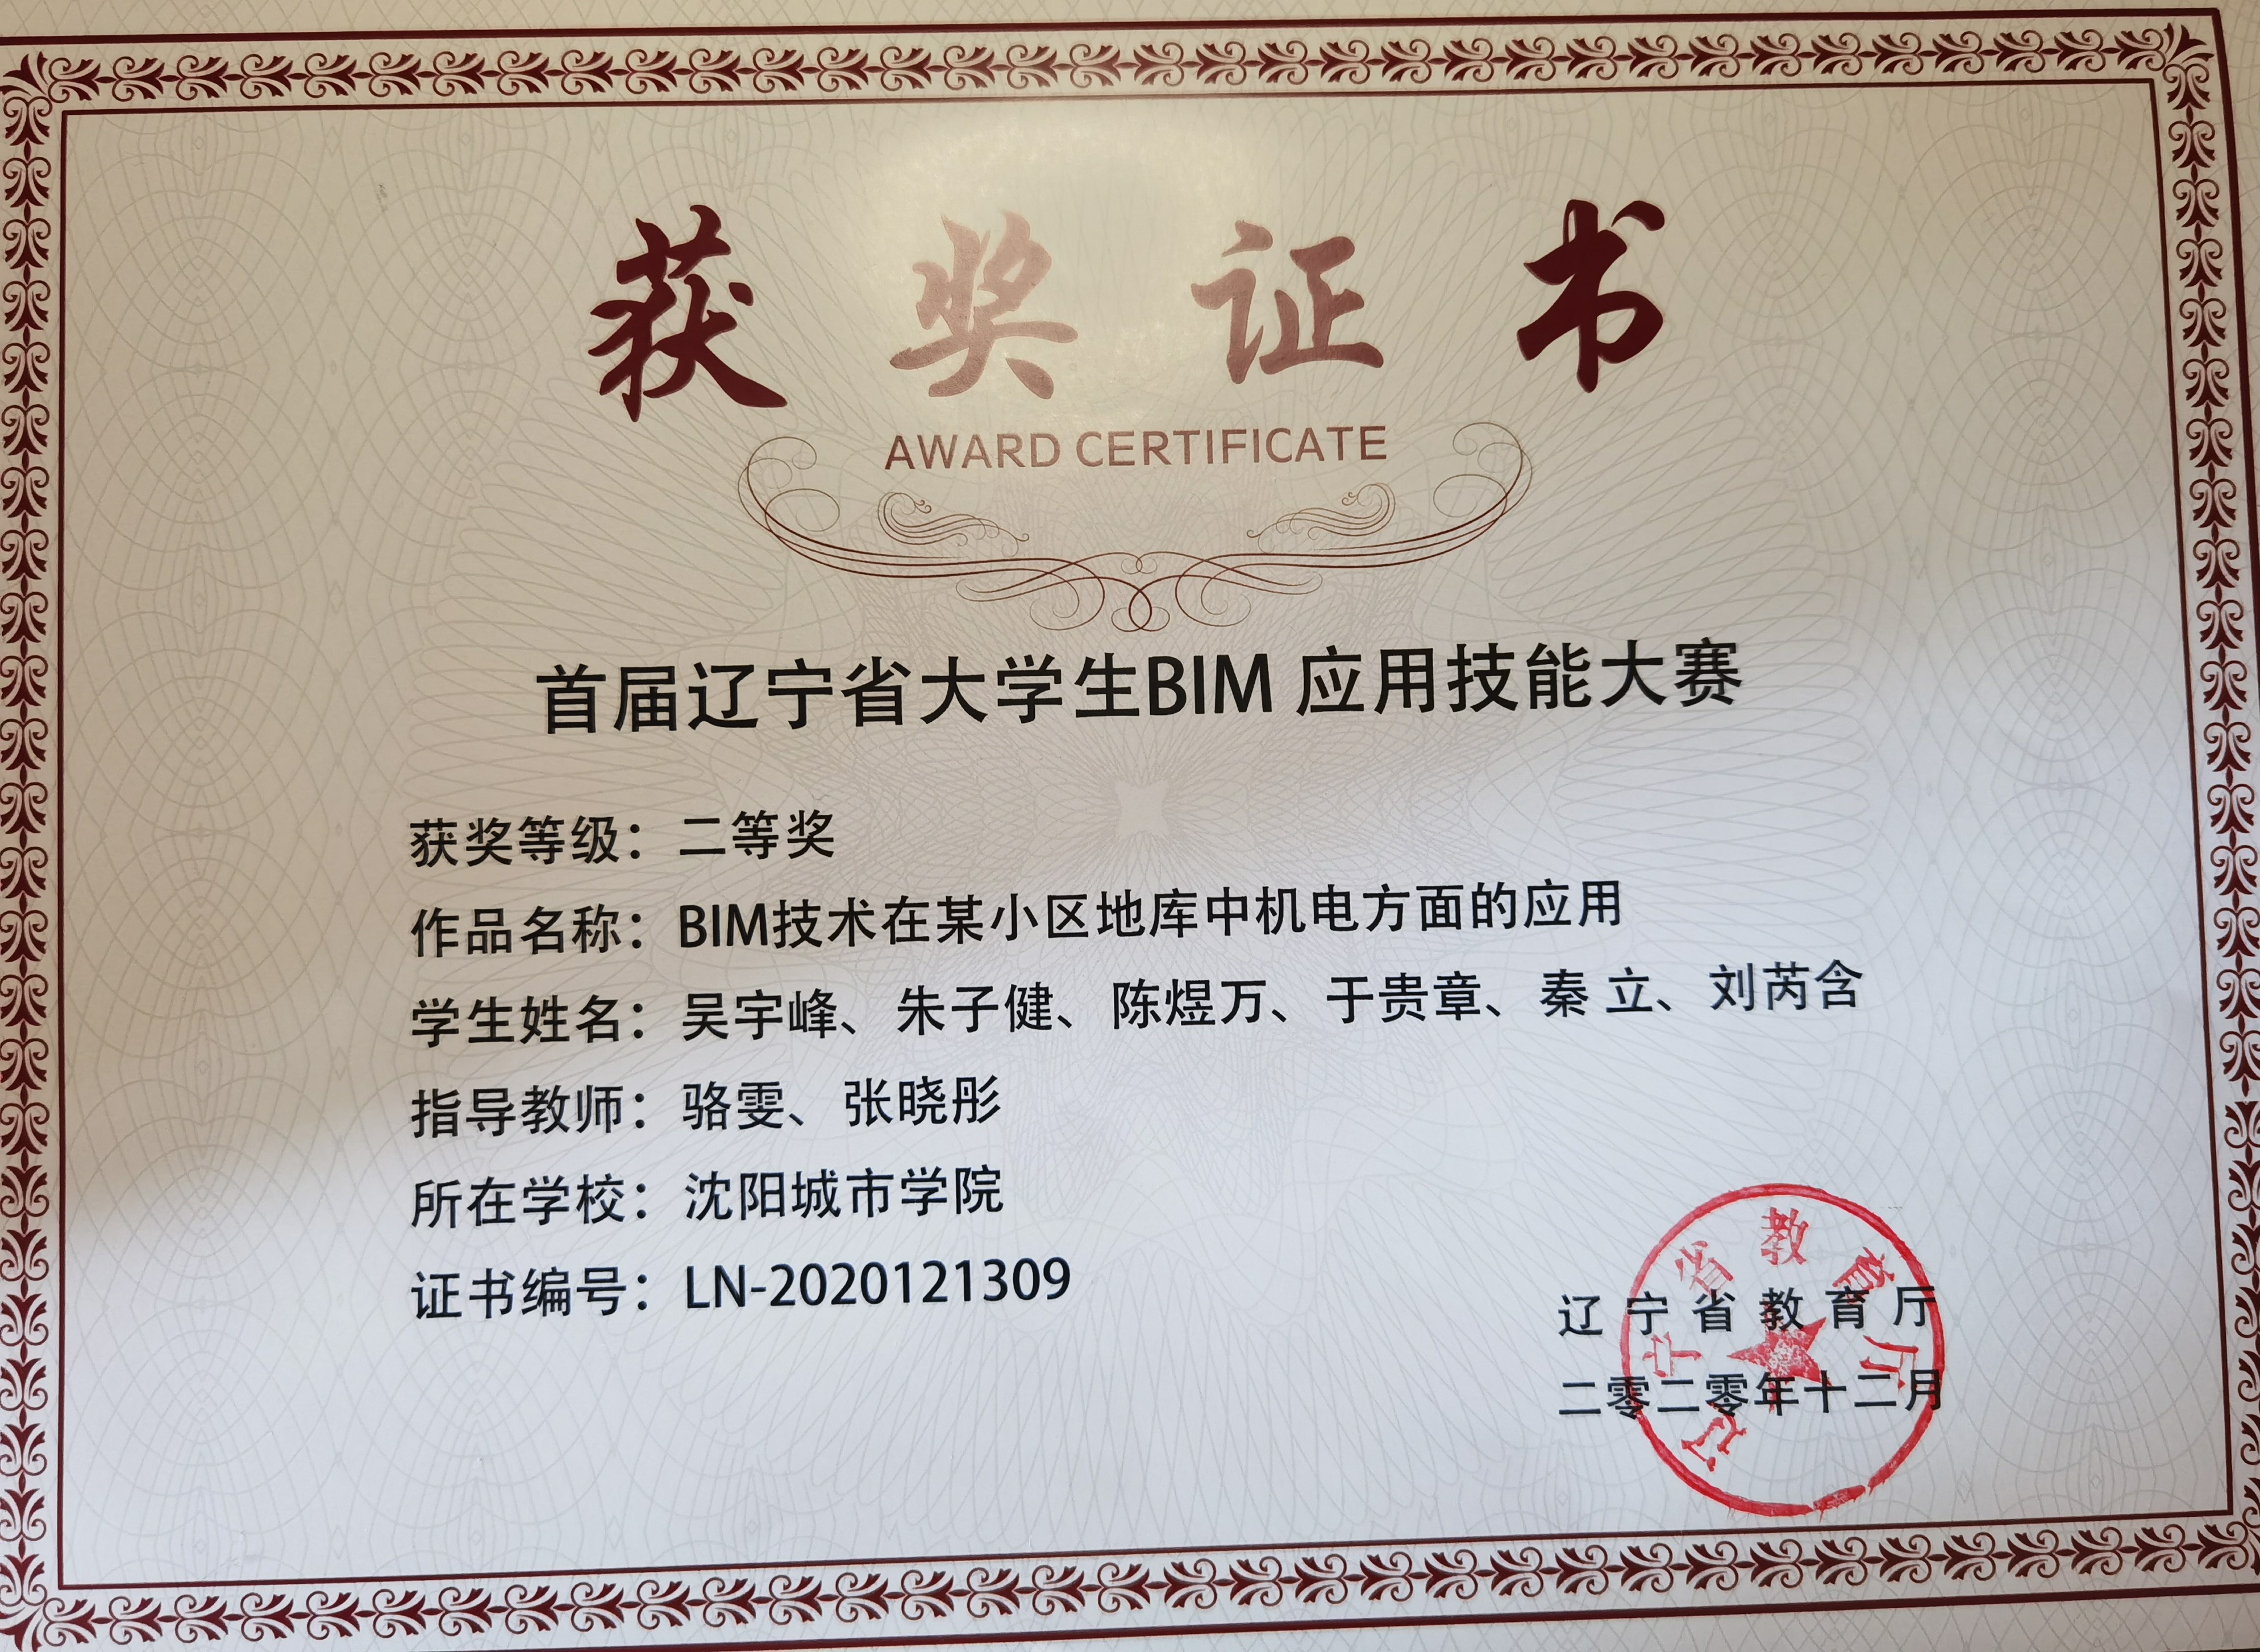 获奖证书
AWARD CERTIFICATE
首届辽宁省大学生BIM 应用技能大赛
获奖等级：二等奖
作品名称：BIM技术在某小区地库中机电方面的应用
学生姓名：吴宇峰、朱子健、陈煜万、于贵章、秦 立、刘芮含
指导教师：骆雯、张晓彤
所在学校：沈阳城市学院
证书编号：LN-2020121309
辽宁省教育厅
二零二零年十二月
辽宁省教育厅